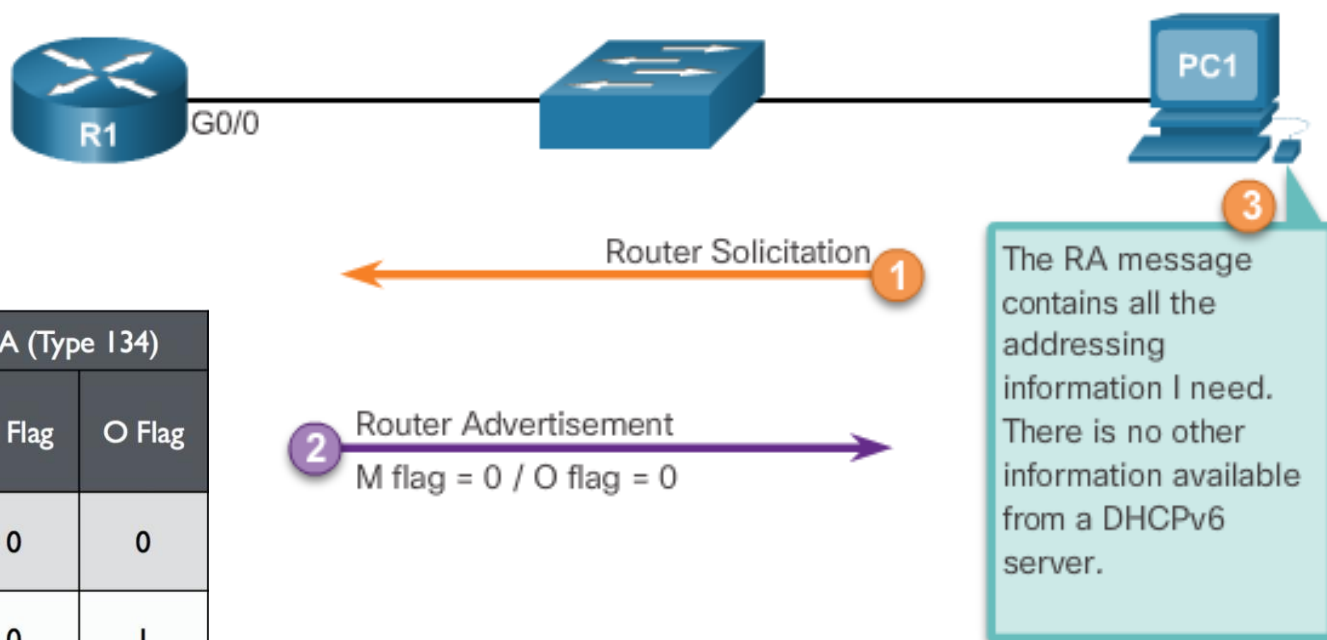 R1
G0/0
PC1
3
Router Solicitation
1
The RA message
contains all the
addressing
information I need.
There is no other
information available
from a DHCPv6
server.
A (Type 134)
Flag
O Flag
0
0
0
2
Router Advertisement
M flag = 0 / O flag = 0